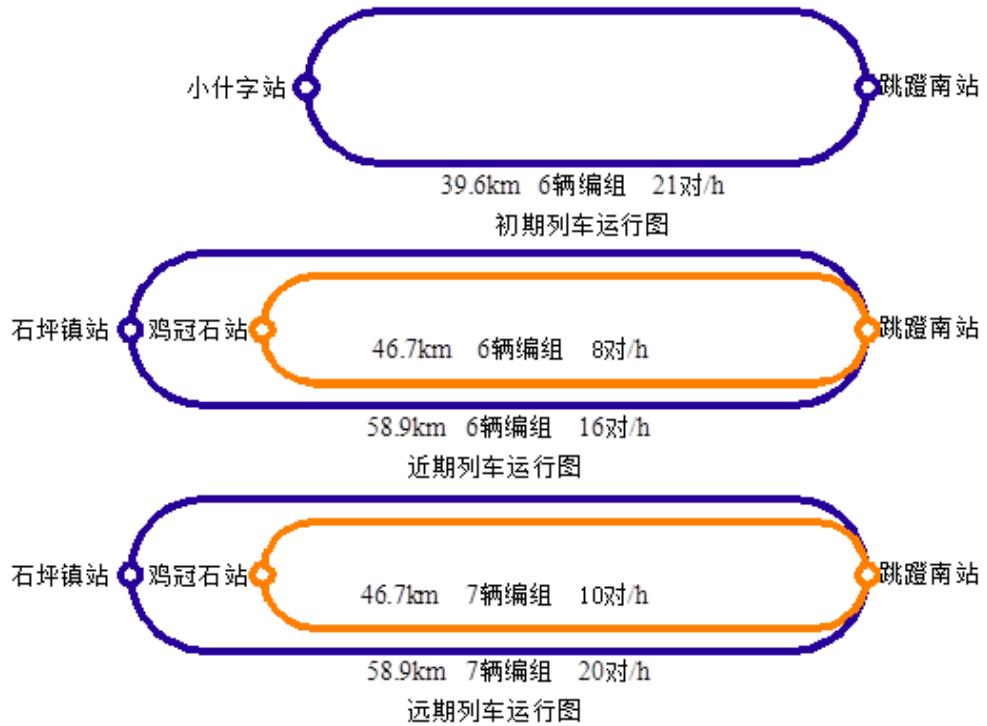 小什字站 跳蹬南站
39.6km 6辆编组 21对/h
初期列车运行图
石坪镇站 鸡冠石站 跳蹬南站
46.7km 6辆编组 8对/h
58.9km 6辆编组 16对/h
近期列车运行图
石坪镇站 鸡冠石站 跳蹬南站
46.7km 7辆编组 10对/h
58.9km 7辆编组 20对/h
远期列车运行图